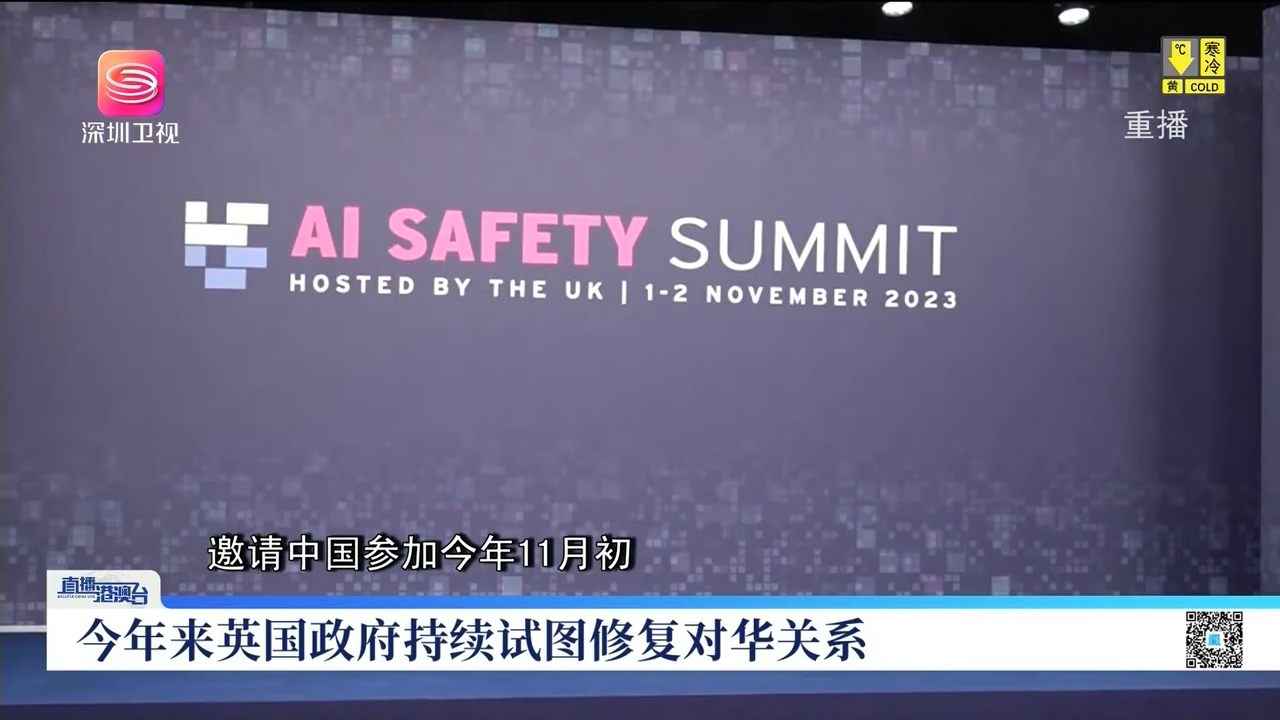 深圳卫视
℃
寒冷
黄
COLD
重播
AI SAFETY SUMMIT
HOSTED BY THE UK | 1-2 NOVEMBER 2023
邀请中国参加今年11月初
直播港澳台
今年来英国政府持续试图修复对华关系